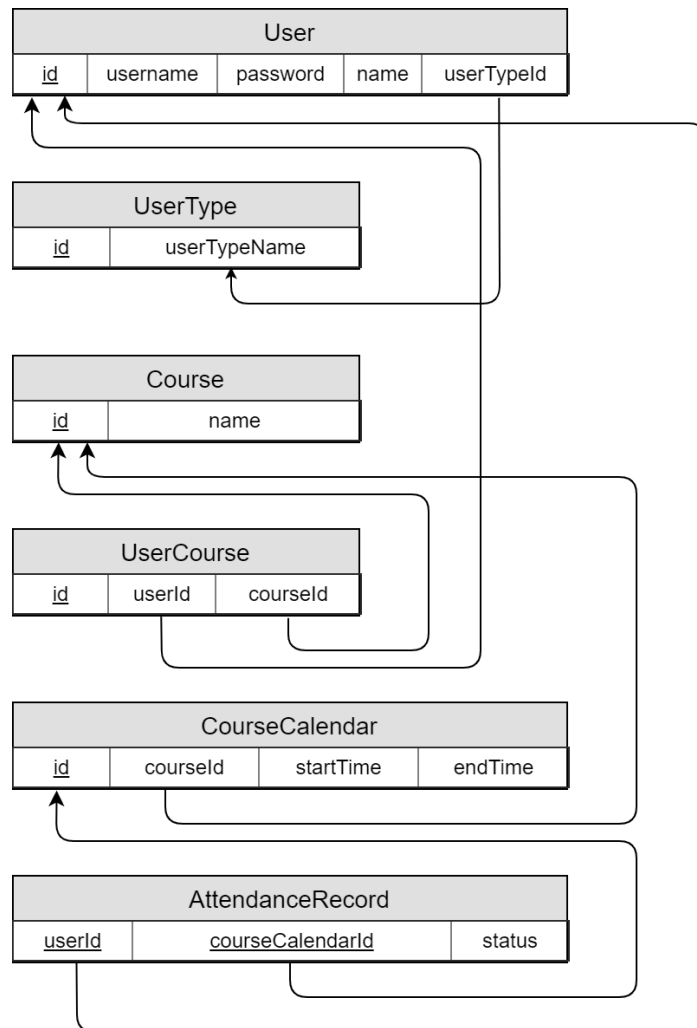 User
id username password name userTypeId
UserType
id userTypeName
Course
id name
UserCourse
id userId courseId
CourseCalendar
id courseId startTime endTime
AttendanceRecord
userId courseCalendarId status